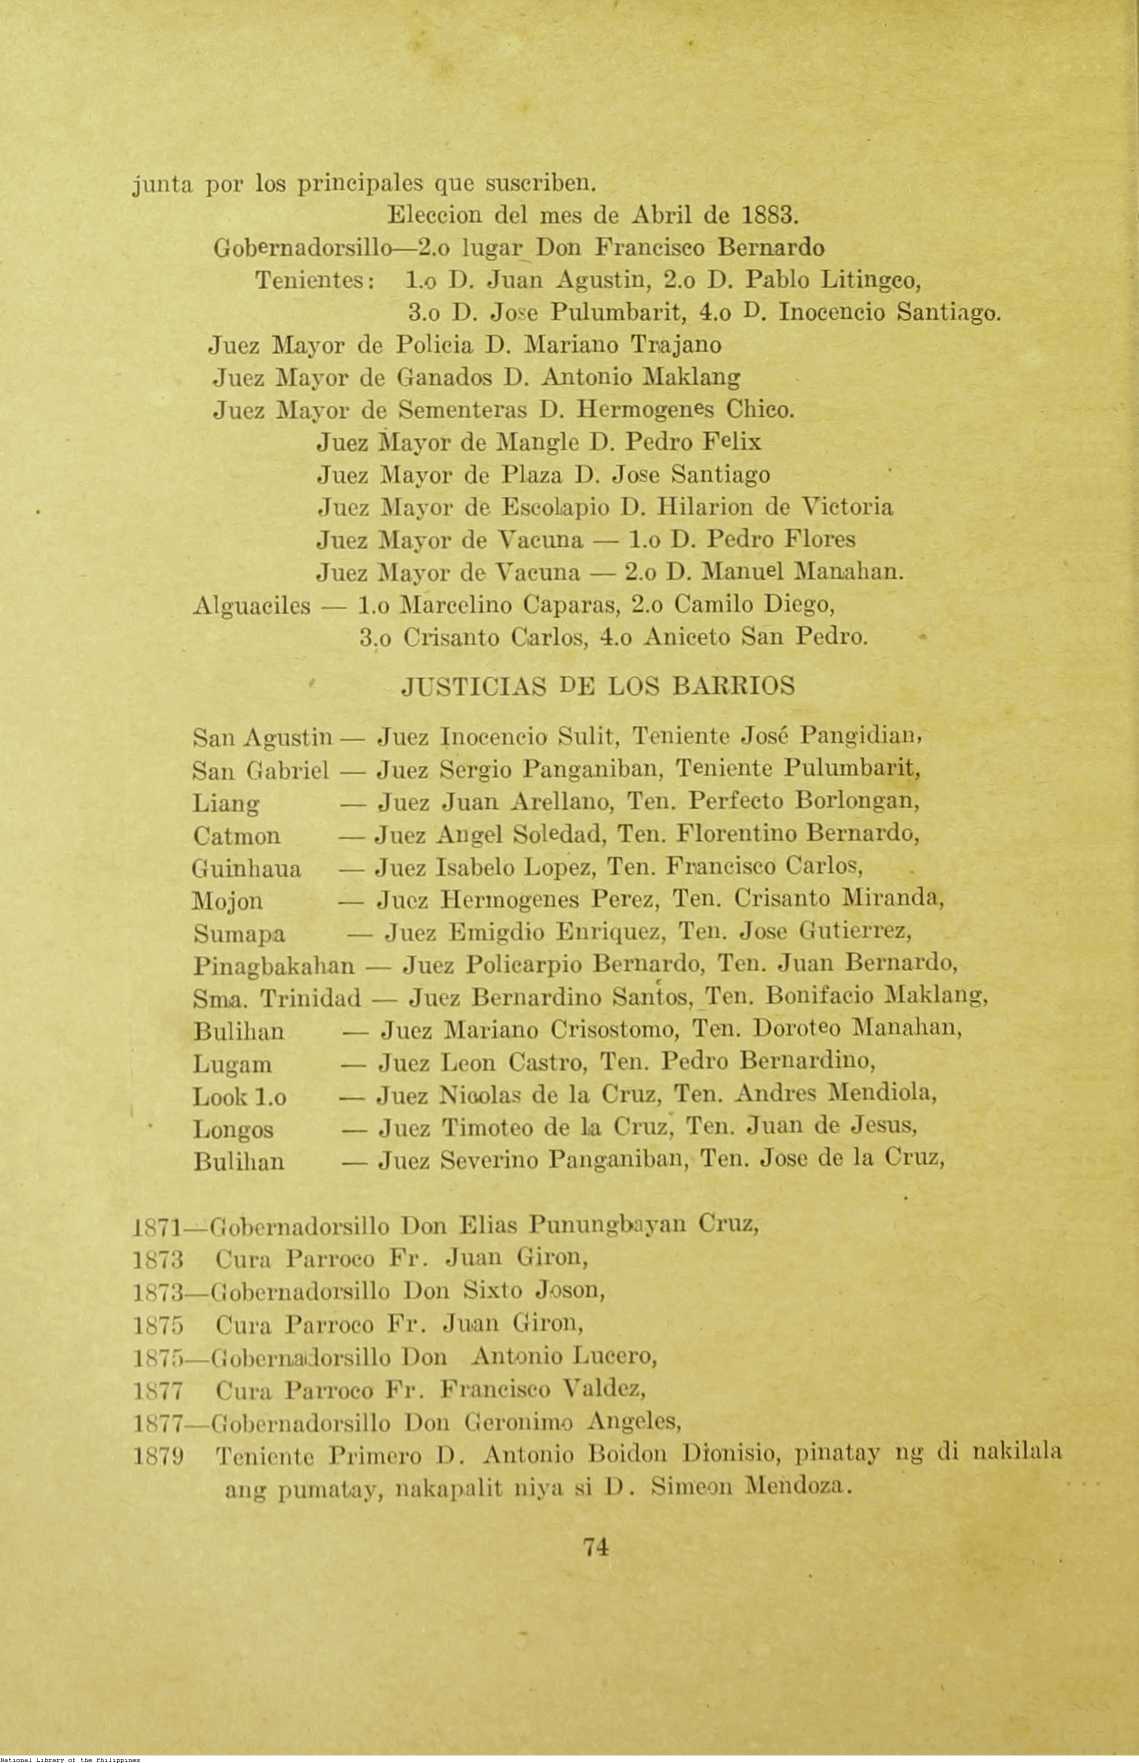 junta por los principales que suscriben.
Eleccion del mes de Abril de 1883.
Gobernadorsillo—2.o lugar Don Francisco Bernardo
Tenientes: 1.o D. Juan Agustin, 2.o D. Pablo Litingco,
3.o D. Jose Pulumbarit, 4.o D. Inocencio Santiago.
Juez Mayor de Policia D. Mariano Trajano
Juez Mayor de Ganados D. Antonio Maklang
Juez Mayor de Sementeras D. Hermogenes Chico.
Juez Mayor de Mangle D. Pedro Felix
Juez Mayor de Plaza D. Jose Santiago
Juez Mayor de Escolapio D. Hilarion de Victoria
Juez Mayor de Vacuna — 1.o D. Pedro Flores
Juez Mayor de Vacuna — 2.o D. Manuel Manahan.
Alguaciles — 1.o Marcelino Caparas, 2.o Camilo Diego,
3.o Crisanto Carlos, 4.o Aniceto San Pedro.
JUSTICIAS DE LOS BARRIOS
San Agustin — Juez Inocencio Sulit, Teniente José Pangidian,
San Gabriel — Juez Sergio Panganiban, Teniente Pulumbarit,
Liang — Juez Juan Arellano, Ten. Perfecto Borlongan,
Catmon — Juez Angel Soledad, Ten. Florentino Bernardo,
Guinhaua — Juez Isabelo Lopez, Ten. Francisco Carlos,
Mojon — Juez Hermogenes Perez, Ten. Crisanto Miranda,
Sumapa — Juez Emigdio Enriquez, Ten. Jose Gutierrez,
Pinagbakahan — Juez Policarpio Bernardo, Ten. Juan Bernardo,
Sma. Trinidad — Juez Bernardino Santos, Ten. Bonifacio Maklang,
Bulihan — Juez Mariano Crisostomo, Ten. Doroteo Manahan,
Lugam — Juez Leon Castro, Ten. Pedro Bernardino,
Look 1.o — Juez Nicolas de la Cruz, Ten. Andres Mendiola,
Longos — Juez Timoteo de la Cruz, Ten. Juan de Jesus,
Bulihan — Juez Severino Panganiban, Ten. Jose de la Cruz,
1871—Gobernadorsillo Don Elias Punungbayan Cruz,
1873 Cura Parroco Fr. Juan Giron,
1873—Gobernadorsillo Don Sixto Joson,
1875 Cura Parroco Fr. Juan Giron,
1875—Gobernadorsillo Don Antonio Lucero,
1877 Cura Parroco Fr. Francisco Valdez,
1877—Gobernadorsillo Don Geronimo Angeles,
1879 Teniente Primero D. Antonio Boidon Dionisio, pinatay ng di nakilala
ang pumatay, nakapalit niya si D. Simeon Mendoza.
74
National Library of the Philippines